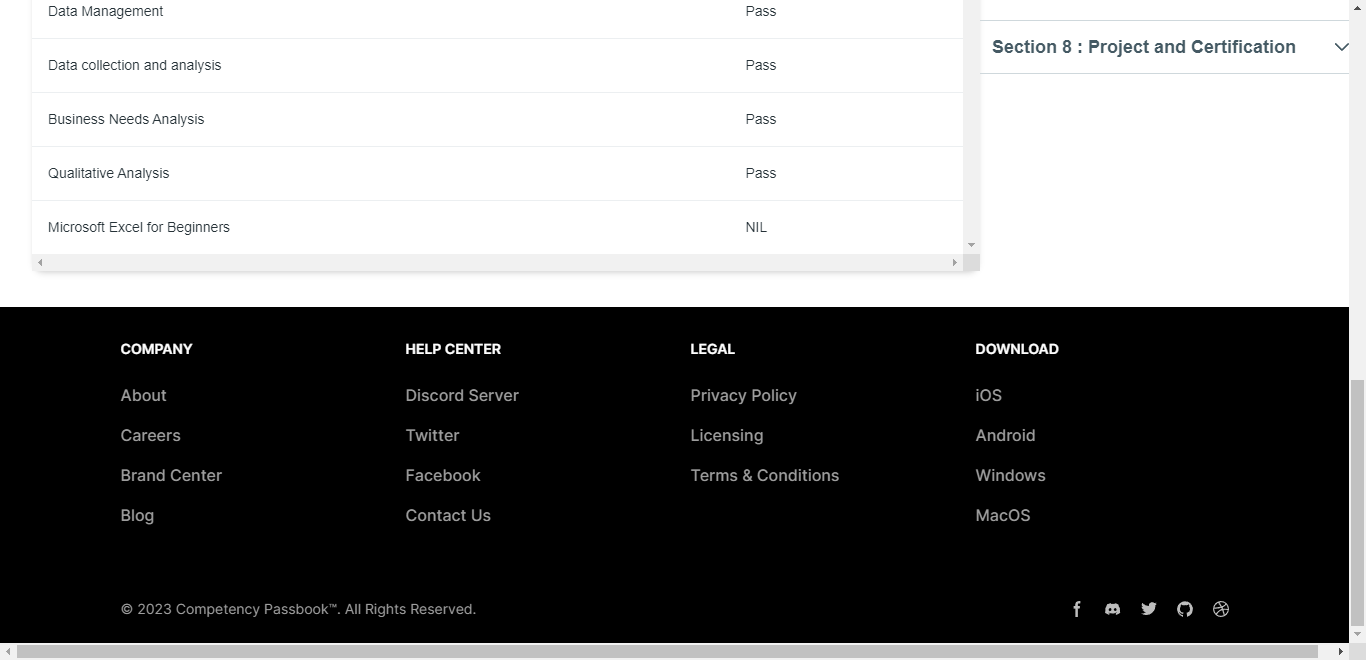 Data Management Pass
Section 8 : Project and Certification
Data collection and analysis Pass
Business Needs Analysis Pass
Qualitative Analysis Pass
Microsoft Excel for Beginners NIL
COMPANY HELP CENTER LEGAL DOWNLOAD
About Discord Server Privacy Policy iOS
Careers Twitter Licensing Android
Brand Center Facebook Terms & Conditions Windows
Blog Contact Us MacOS
© 2023 Competency Passbook™. All Rights Reserved.